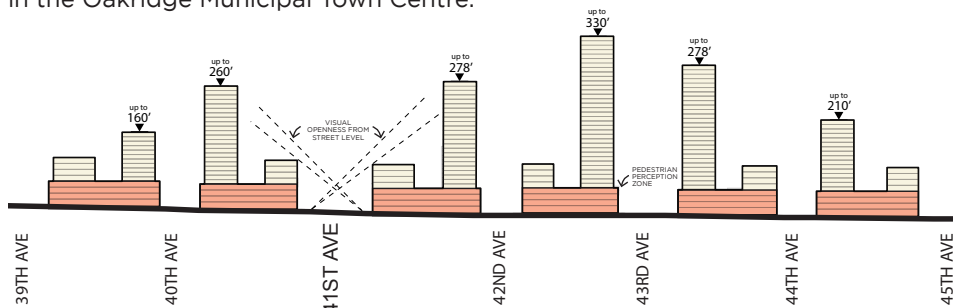 in the Oakridge Municipal Town Centre.
up to
160'
up to
260'
VISUAL
OPENNESS FROM
STREET LEVEL
up to
278'
up to
330'
PEDESTRIAN
PERCEPTION
ZONE
up to
278'
up to
210'
39TH AVE
40TH AVE
41ST AVE
42ND AVE
43RD AVE
44TH AVE
45TH AVE